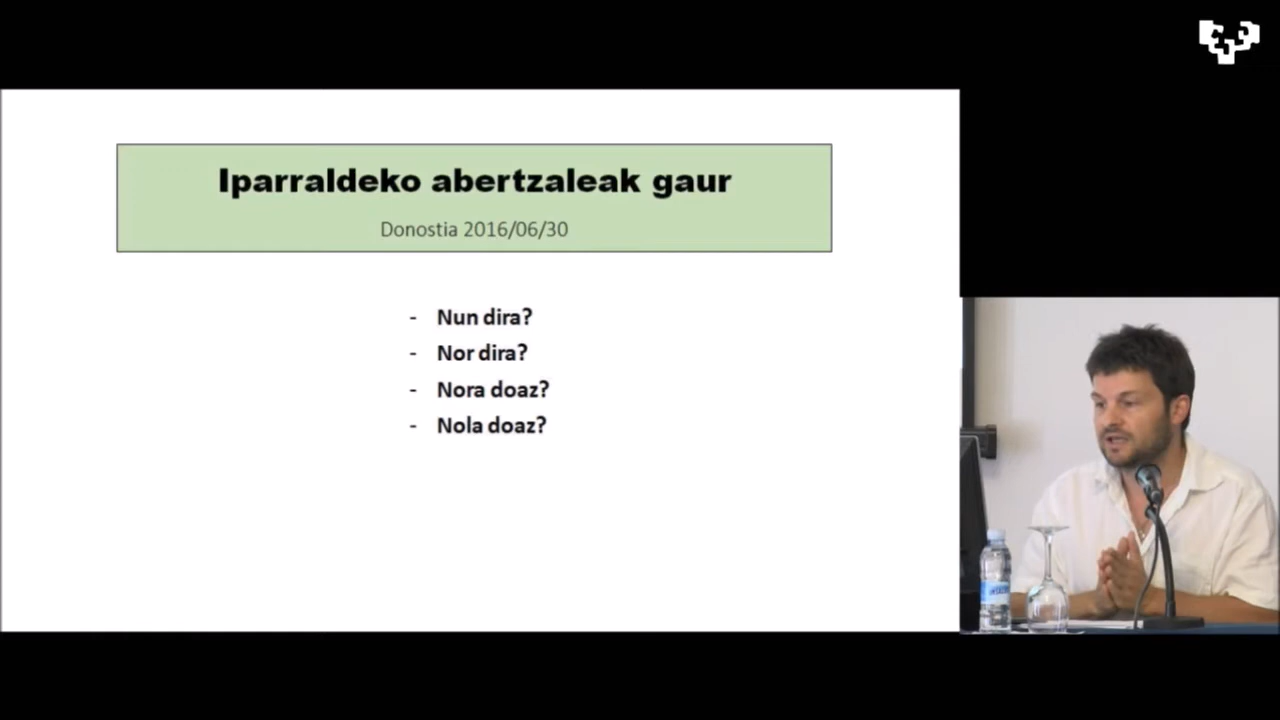 Iparraldeko abertzaleak gaur
Donostia 2016/06/30
- Nun dira?
- Nor dira?
- Nora doaz?
- Nola doaz?